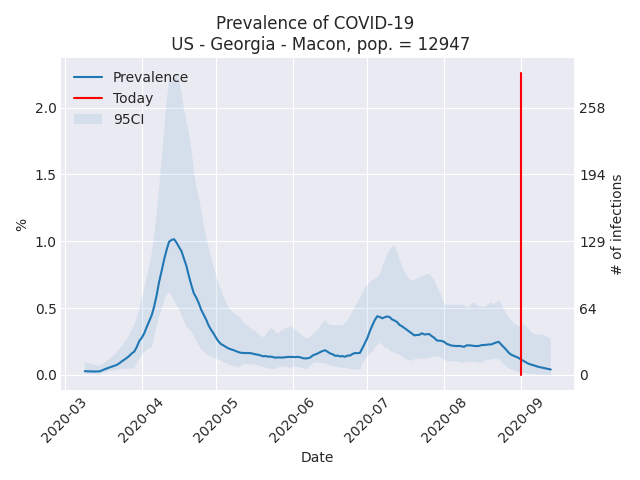 Prevalence of COVID-19
US - Georgia - Macon, pop. = 12947
Prevalence
Today
95CI
2.0
1.5
1.0
0.5
0.0
%
258
194
129
64
0
# of infections
2020-03
2020-04
2020-05
2020-06
2020-07
2020-08
2020-09
Date